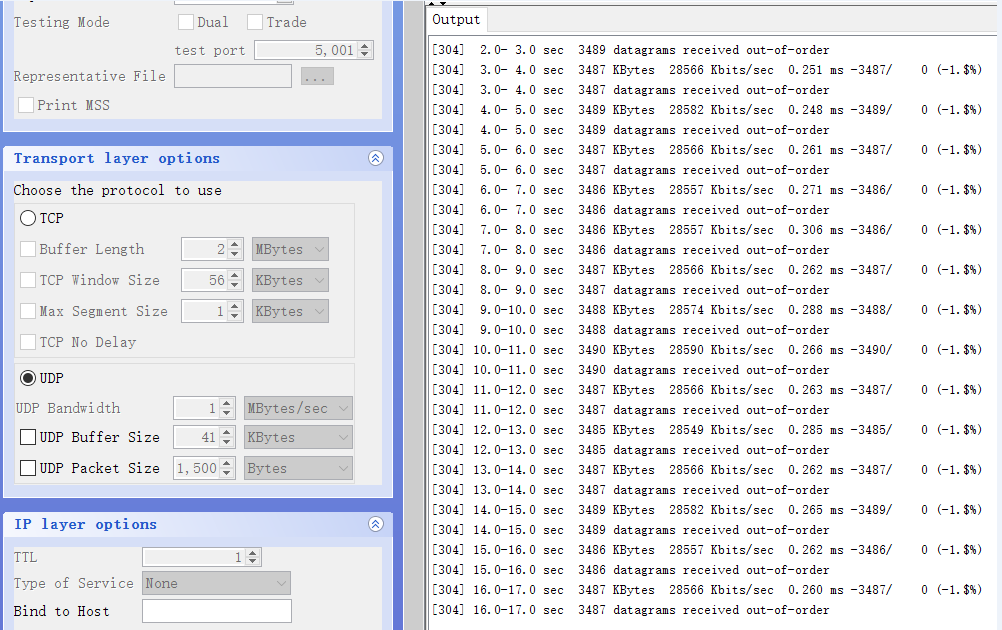 Testing Mode Dual Trade
test port 5,001
Representative File ...
Print MSS
Transport layer options
Choose the protocol to use
TCP
Buffer Length 2 MBytes
TCP Window Size 56 KBytes
Max Segment Size 1 KBytes
TCP No Delay
UDP
UDP Bandwidth 1 MBytes/sec
UDP Buffer Size 41 KBytes
UDP Packet Size 1,500 Bytes
IP layer options
TTL 1
Type of Service None
Bind to Host
Output
[304] 2.0- 3.0 sec 3489 datagrams received out-of-order
[304] 3.0- 4.0 sec 3487 KBytes 28566 Kbits/sec 0.251 ms -3487/ 0 (-1.$%)
[304] 3.0- 4.0 sec 3487 datagrams received out-of-order
[304] 4.0- 5.0 sec 3489 KBytes 28582 Kbits/sec 0.248 ms -3489/ 0 (-1.$%)
[304] 4.0- 5.0 sec 3489 datagrams received out-of-order
[304] 5.0- 6.0 sec 3487 KBytes 28566 Kbits/sec 0.261 ms -3487/ 0 (-1.$%)
[304] 5.0- 6.0 sec 3487 datagrams received out-of-order
[304] 6.0- 7.0 sec 3486 KBytes 28557 Kbits/sec 0.271 ms -3486/ 0 (-1.$%)
[304] 6.0- 7.0 sec 3486 datagrams received out-of-order
[304] 7.0- 8.0 sec 3486 KBytes 28557 Kbits/sec 0.306 ms -3486/ 0 (-1.$%)
[304] 7.0- 8.0 sec 3486 datagrams received out-of-order
[304] 8.0- 9.0 sec 3487 KBytes 28566 Kbits/sec 0.262 ms -3487/ 0 (-1.$%)
[304] 8.0- 9.0 sec 3487 datagrams received out-of-order
[304] 9.0-10.0 sec 3488 KBytes 28574 Kbits/sec 0.288 ms -3488/ 0 (-1.$%)
[304] 9.0-10.0 sec 3488 datagrams received out-of-order
[304] 10.0-11.0 sec 3490 KBytes 28590 Kbits/sec 0.266 ms -3490/ 0 (-1.$%)
[304] 10.0-11.0 sec 3490 datagrams received out-of-order
[304] 11.0-12.0 sec 3487 KBytes 28566 Kbits/sec 0.263 ms -3487/ 0 (-1.$%)
[304] 11.0-12.0 sec 3487 datagrams received out-of-order
[304] 12.0-13.0 sec 3485 KBytes 28549 Kbits/sec 0.285 ms -3485/ 0 (-1.$%)
[304] 12.0-13.0 sec 3485 datagrams received out-of-order
[304] 13.0-14.0 sec 3487 KBytes 28566 Kbits/sec 0.262 ms -3487/ 0 (-1.$%)
[304] 13.0-14.0 sec 3487 datagrams received out-of-order
[304] 14.0-15.0 sec 3489 KBytes 28582 Kbits/sec 0.265 ms -3489/ 0 (-1.$%)
[304] 14.0-15.0 sec 3489 datagrams received out-of-order
[304] 15.0-16.0 sec 3486 KBytes 28557 Kbits/sec 0.262 ms -3486/ 0 (-1.$%)
[304] 15.0-16.0 sec 3486 datagrams received out-of-order
[304] 16.0-17.0 sec 3487 KBytes 28566 Kbits/sec 0.260 ms -3487/ 0 (-1.$%)
[304] 16.0-17.0 sec 3487 datagrams received out-of-order